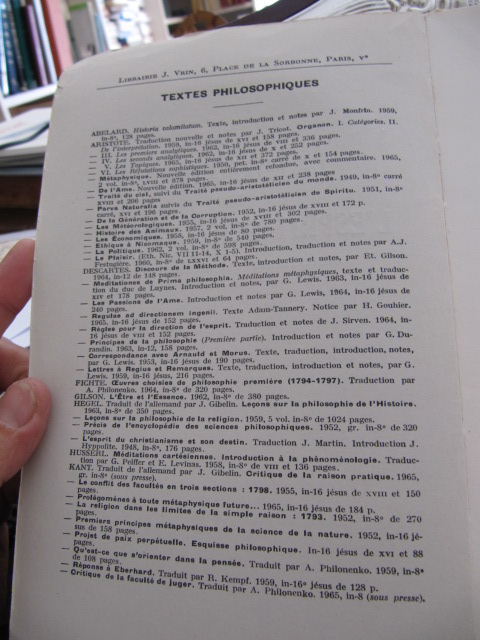 LIBRAIRIE J. VRIN, 6, PLACE DE LA SORBONNE, PARIS, Vᵉ
TEXTES PHILOSOPHIQUES
ABELARD. Historia calamitatum. Texte, introduction et notes par J. Monfrin. 1959,
in-8°, 128 pages.
ARISTOTE. Traduction nouvelle et notes par J. Tricot. Organon. I. Catégories. II.
De l'interprétation. 1959, in-16 jésus de XVI et 158 pages.
— III. Les premiers analytiques. 1962, in-16 jésus de VIII et 336 pages.
— IV. Les seconds analytiques. 1962, in-16 jésus de X et 252 pages.
— V. Les Topiques. 1965, in-16 jésus de XII et 372 pages.
— VI. Les Réfutations sophistiques. 1950, pet. in-8° carré de X et 154 pages.
— Métaphysique. Nouvelle édition entièrement refondue, avec commentaire. 1965,
2 vol. in-8°, LVIII et 878 pages.
— De l'Ame. Nouvelle édition. 1965, in-16 jésus de XII et 238 pages
— Traité du ciel, suivi du Traité pseudo-aristotélicien du monde. 1949, in-8° carré
XVIII et 206 pages
— Parva Naturalia suivis du Traité pseudo-aristotélicien de Spiritu. 1951, in-8°
carré, XVI et 196 pages.
— De la Génération et de la Corruption. 1952, in-16 jésus de XVIII et 172 p.
— Les Météorologiques. 1955, in-16 jésus de XVIII et 302 pages.
— Histoire des Animaux. 1957, 2 vol. in-8° de 780 pages.
— Les Économiques. 1958, in-16 jésus de 80 pages.
— Ethique à Nicomaque. 1959, in-8° de 540 pages.
— La Politique. 1962, 2 vol. in-8° de 598 pages.
— Le Plaisir. (Eth. Nic. VII 11-14, X 1-5). Introduction, traduction et notes par A.J.
Festugière. 1960, in-8° de LXXVI et 64 pages.
DESCARTES. Discours de la Méthode. Texte, introduction et notes, par Et. Gilson.
1964, in-12 de 148 pages.
— Meditationes de Prima philosophia. Méditations métaphysiques, texte et traduc-
tion du duc de Luynes. Introduction et notes, par G. Lewis. 1963, in-16 jésus de
XIV et 178 pages.
— Les Passions de l'Ame. Introduction et notes par G. Lewis, 1964, in-16 jésus de
240 pages.
— Regulae ad directionem ingenii. Texte Adam-Tannery. Notice par H. Gouhier.
1965, in-16 jésus de 152 pages.
— Règles pour la direction de l'esprit. Traduction et notes de J. Sirven. 1964, in-
16 jésus de VIII et 152 pages.
— Principes de la philosophie (Première partie). Introduction et notes par G. Du-
randin. 1963, in-12, 158 pages.
— Correspondance avec Arnauld et Morus. Texte, traduction, introduction, notes,
par G. Lewis. 1953, in-16 jésus de 190 pages.
— Lettres à Regius et Remarques. Texte, traduction, introduction et notes, par G.
Lewis, 1959, in-16 jésus, 216 pages.
FICHTE. Œuvres choisies de philosophie première (1794-1797). Traduction par
A. Philonenko. 1964, in-8° de 320 pages.
GILSON. L'Être et l'Essence. 1962, in-8° de 380 pages.
HEGEL. Traduit de l'allemand par J. Gibelin. Leçons sur la philosophie de l'Histoire.
1963, in-8° de 350 pages.
— Leçons sur la philosophie de la religion. 1959, 5 vol. in-8° de 1024 pages.
— Précis de l'encyclopédie des sciences philosophiques. 1952, gr. in-8° de 320
pages.
— L'esprit du christianisme et son destin. Traduction J. Martin. Introduction J.
Hyppolite. 1948, in-8°, 176 pages.
HUSSERL. Méditations cartésiennes. Introduction à la phénoménologie. Traduc-
tion par G. Peiffer et E. Levinas. 1958, in-8° de VIII et 136 pages.
KANT. Traduit de l'allemand par J. Gibelin. Critique de la raison pratique. 1965,
gr. in-8° (sous presse).
— Le conflit des facultés en trois sections : 1798. 1955, in-16 jésus de XVIII et 150
pages.
— Prolégomènes à toute métaphysique future... 1965, in-16 jésus de 184 p.
— La religion dans les limites de la simple raison : 1793. 1952, in-8° de 270
pages.
— Premiers principes métaphysiques de la science de la nature. 1952, in-16 jé-
sus de 158 pages.
— Projet de paix perpétuelle. Esquisse philosophique. In-16 jésus de XVI et 88
pages.
— Qu'est-ce que s'orienter dans la pensée. Traduit par A. Philonenko. 1959, in-8°
de 108 pages.
— Réponse à Eberhard. Traduit par R. Kempf. 1959, in-16° jésus de 128 p.
— Critique de la faculté de juger. Traduit par A. Philonenko. 1965, in-8 (sous presse).